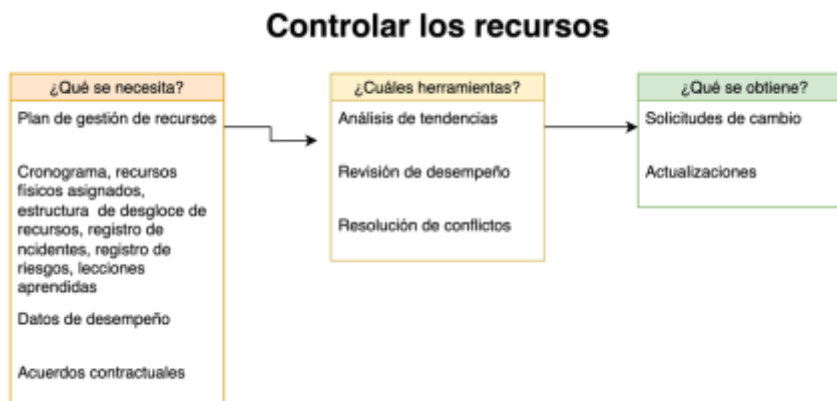 Controlar los recursos
¿Qué se necesita?
Plan de gestión de recursos
Cronograma, recursos
físicos asignados,
estructura de desgloce de
recursos, registro de
ncidentes, registro de
riesgos, lecciones
aprendidas
Datos de desempeño
Acuerdos contractuales
¿Cuáles herramientas?
Análisis de tendencias
Revisión de desempeño
Resolución de conflictos
¿Qué se obtiene?
Solicitudes de cambio
Actualizaciones